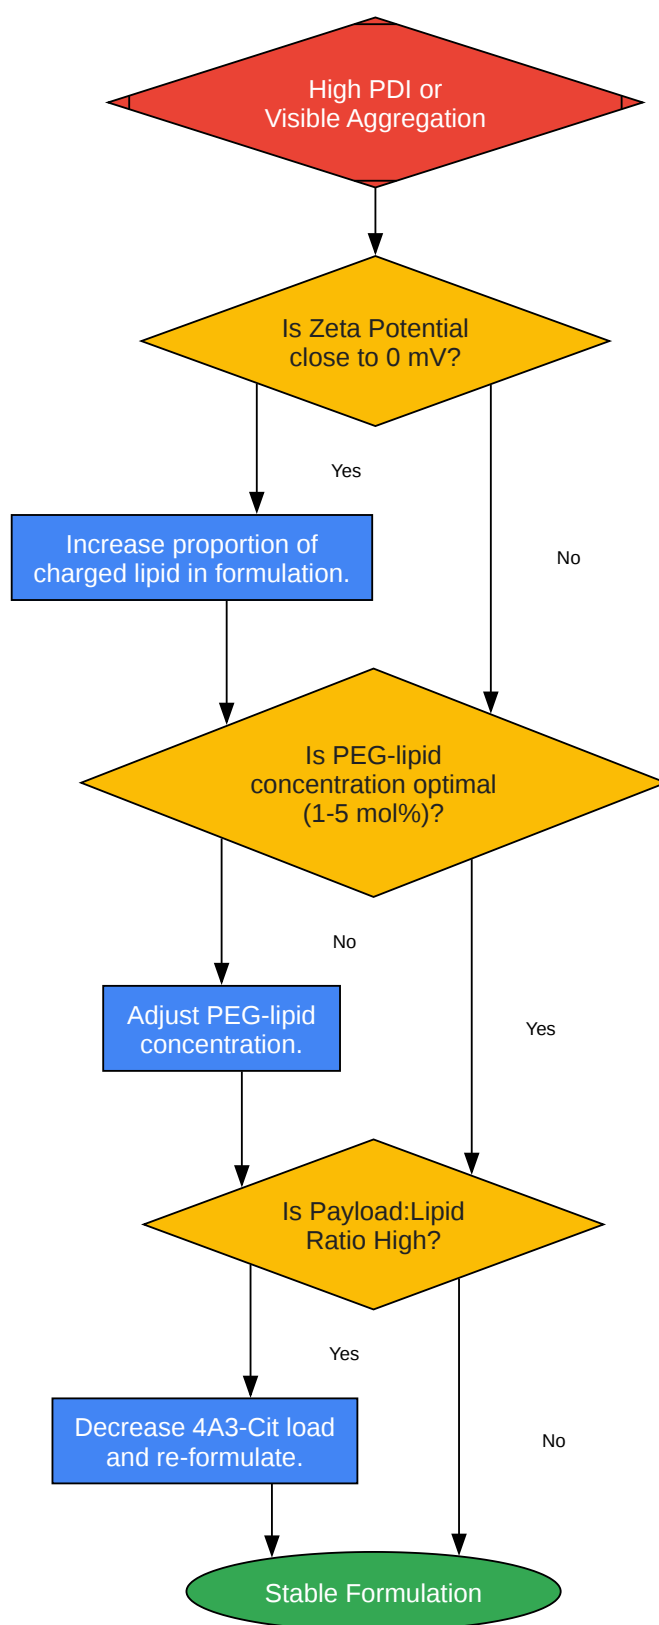 High PDI or
Visible Aggregation
Is Zeta Potential
close to 0 mV?
Yes
Increase proportion of
charged lipid in formulation.
No
Is PEG-lipid
concentration optimal
(1-5 mol%)?
No
Adjust PEG-lipid
concentration.
Yes
Is Payload:Lipid
Ratio High?
Yes
Decrease 4A3-Cit load
and re-formulate.
No
Stable Formulation